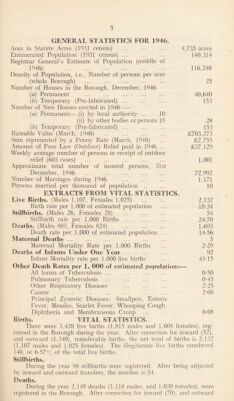 5
GENERAL STATISTICS FOR 1946.
Area in Statute Acres (1931 census) ... 4,735 acres
Enumerated Population (1931 census) ... 140,314
Registrar General's Estimate of Population (middle of
1946) ... 116,240
Density of Population, i.e., Number of persons per acre
(whole Borough) ... 25
Number of Houses in the Borough, December, 1946
(a) Permanent ... 40,640
(b) Temporary (Pre-fabricated) ... 153
Number of New Houses erected in 1946:—
(a) Permanent—(i) by local authority ... 10
(ii) by other bodies or persons 18 28
(b) Temporary (Pre-fabricated) ... 153
Rateable Value (March, 1946) ... £703,273
Sum represented by a Penny Rate (March, 1946) ... £2,755
Amount of Poor Law (Outdoor) Relief paid in 1946 ... £37,129
Weekly average number of persons in receipt of outdoor
relief (603 cases) ... 1,001
Approximate total number of insured persons, 31st
December, 1946 ... 72,992
Number of Marriages during 1946 ... 1,171
Persons married per thousand of population ... 10
EXTRACTS FROM VITAL STATISTICS.
Live Births, (Males 1,107, Females 1,025) ... 2,132
Birth rate per 1,000 of estimated population ... 18·34
Stillbirths, (Males 26, Females 28) ... 54
Stillbirth rate per 1,000 Births ... 24·70
Deaths, (Males 869, Females 824) ... 1,693
Death rate per 1,000 of estimated population ... 14·56
Maternal Deaths ... 5
Maternal Mortality Rate per 1,000 Births ... 2·29
Deaths of Infants Under One Year ... 92
Infant Mortality rate per 1,000 live births ... 43·15
Other Death Rates per 1,000 of estimated population:—
All forms of Tuberculosis ... 0·50
Pulmonary Tuberculosis ... 0·45
Other Respiratory Diseases ... 2·25
Cancer ... 2·06
Principal Zymotic Diseases: Smallpox, Enteric
Fever, Measles, Scarlet Fever, Whooping Cough,
Diphtheria and Membraneous Croup ... 0·08
VITAL STATISTICS.
Births.
There were 3,420 live births (1,815 males and 1,605 females), reg-
istered in the Borough during the year. After correction for inward (52),
and outward (1,340), transferable births, the net total of births is 2,132
(1,107 males and 1,025 females). The illegitimate live births numbered
140, or 6·57% of the total live births.
Stillbirths.
During the year 98 stillbirths were registered. After being adjusted
by inward and outward transfers, the number is 54.
Deaths.
During the year 2,148 deaths (1,118 males, and 1,030 females), were
registered in the Borough. After correction for inward (70), and outward